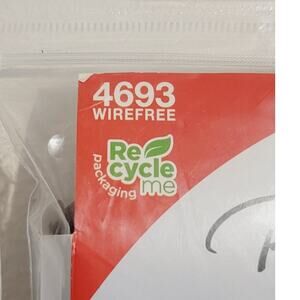 4693
WIREFREE
Re
cycle
me
packaging